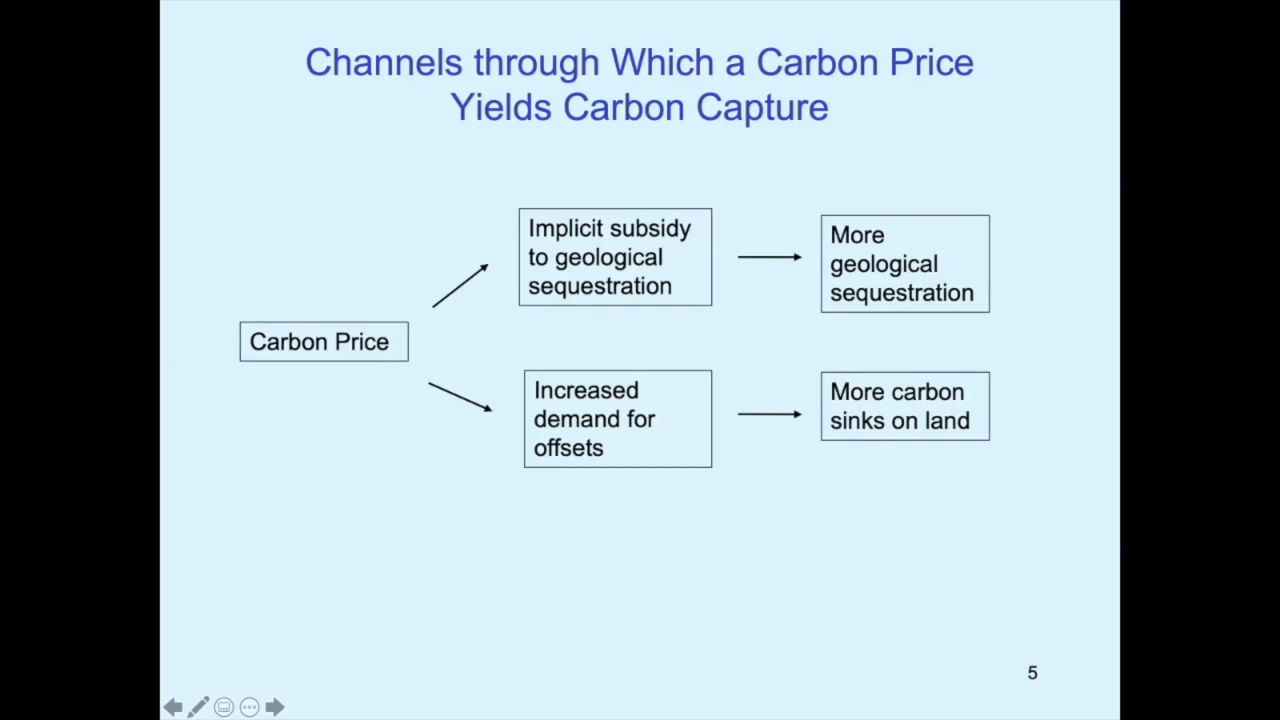 Channels through Which a Carbon Price
Yields Carbon Capture
Implicit subsidy
to geological
sequestration
More
geological
sequestration
Carbon Price
Increased
demand for
offsets
More carbon
sinks on land
5